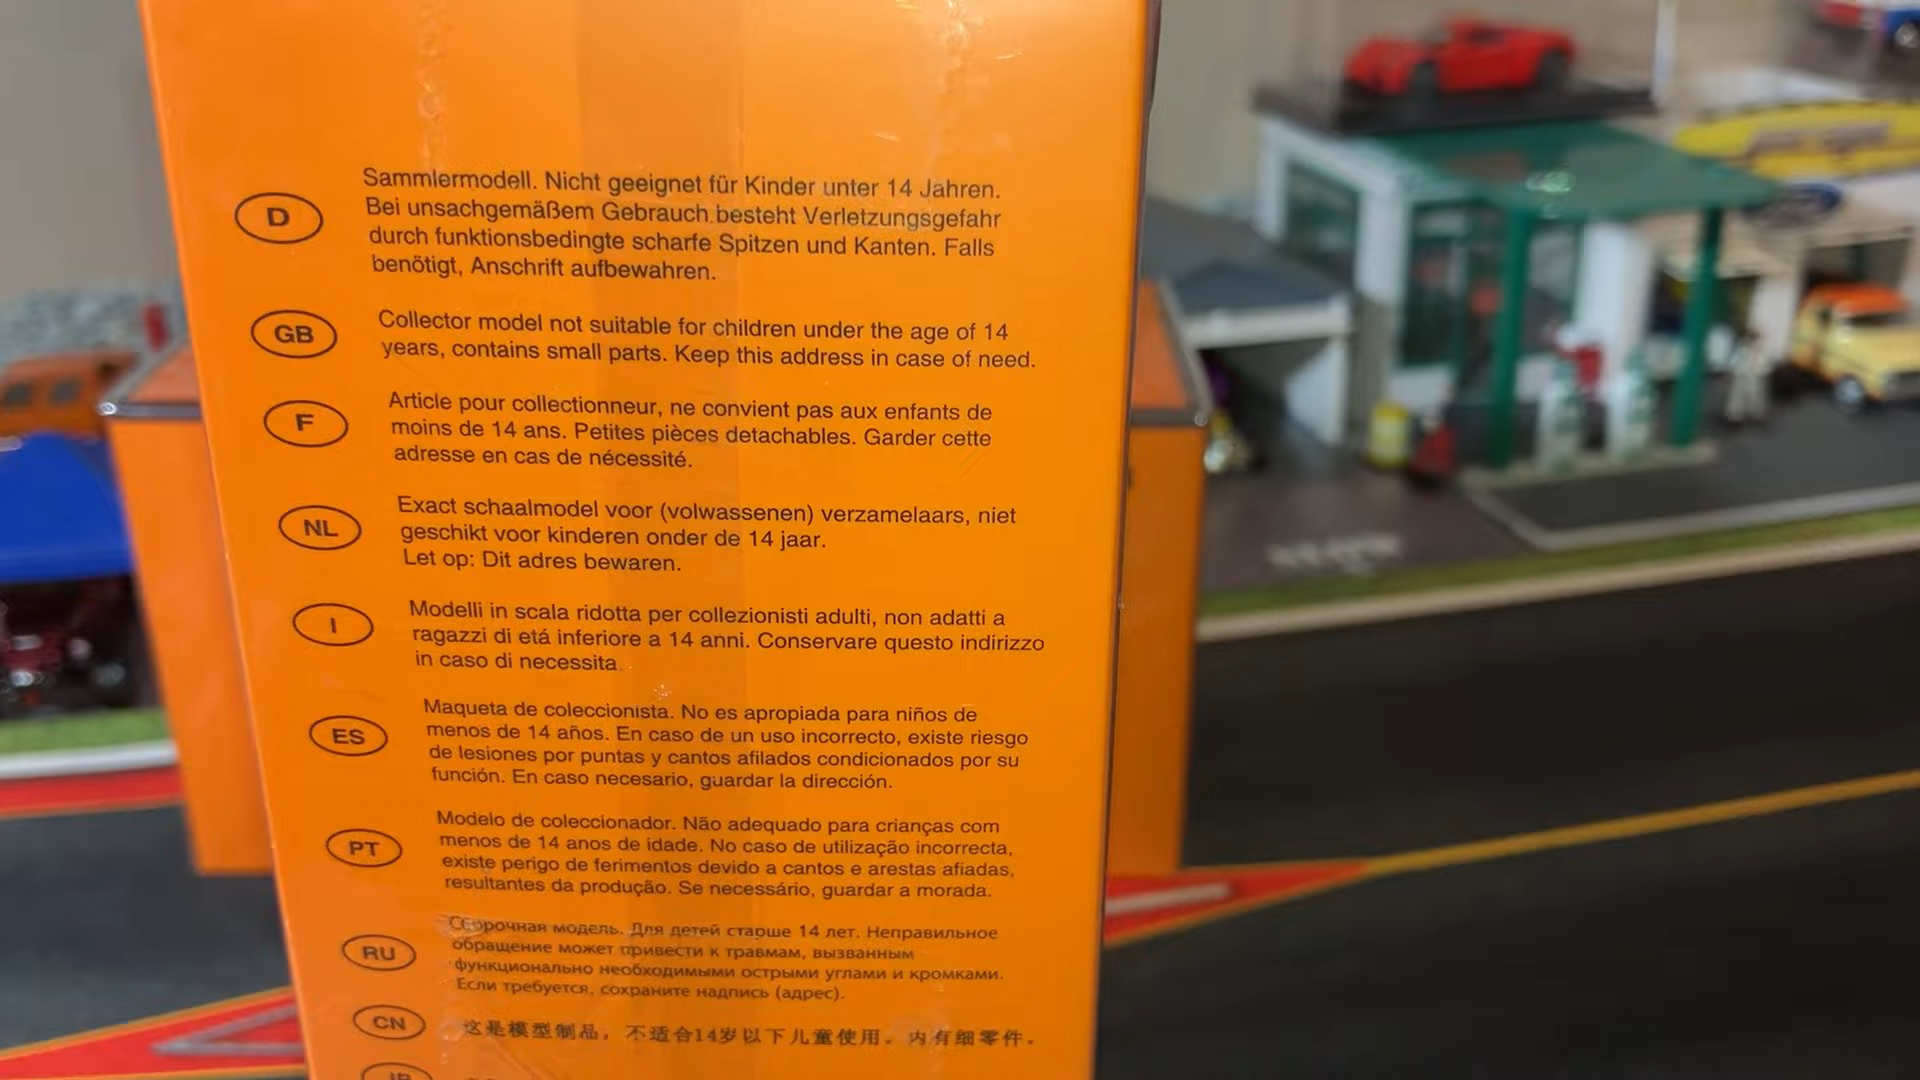 D
Sammlermodell. Nicht geeignet für Kinder unter 14 Jahren.
Bei unsachgemäßem Gebrauch besteht Verletzungsgefahr
durch funktionsbedingte scharfe Spitzen und Kanten. Falls
benötigt, Anschrift aufbewahren.
GB
Collector model not suitable for children under the age of 14
years, contains small parts. Keep this address in case of need.
F
Article pour collectionneur, ne convient pas aux enfants de
moins de 14 ans. Petites pièces detachables. Garder cette
adresse en cas de nécessité.
NL
Exact schaalmodel voor (volwassenen) verzamelaars, niet
geschikt voor kinderen onder de 14 jaar.
Let op: Dit adres bewaren.
I
Modelli in scala ridotta per collezionisti adulti, non adatti a
ragazzi di etá inferiore a 14 anni. Conservare questo indirizzo
in caso di necessita.
ES
Maqueta de coleccionista. No es apropiada para niños de
menos de 14 años. En caso de un uso incorrecto, existe riesgo
de lesiones por puntas y cantos afilados condicionados por su
función. En caso necesario, guardar la dirección.
PT
Modelo de coleccionador. Não adequado para crianças com
menos de 14 anos de idade. No caso de utilização incorrecta,
existe perigo de ferimentos devido a cantos e arestas afiadas,
resultantes da produção. Se necessário, guardar a morada.
RU
Сборочная модель. Для детей старше 14 лет. Неправильное
обращение может привести к травмам, вызванным
функционально необходимыми острыми углами и кромками.
Если требуется, сохраните надпись (адрес).
CN
这是模型制品，不适合14岁以下儿童使用。内有细零件.